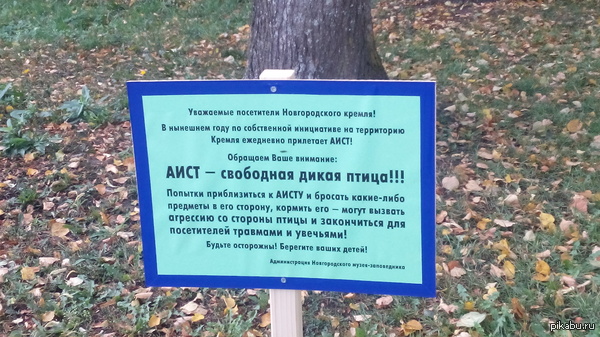 Уважаемые посетители Новгородского кремля!
В нынешнем году по собственной инициативе на территорию
Кремля ежедневно прилетает АИСТ!
Обращаем Ваше внимание:
АИСТ – свободная дикая птица!!!
Попытки приблизиться к АИСТУ и бросать какие-либо
предметы в его сторону, кормить его – могут вызвать
агрессию со стороны птицы и закончиться для
посетителей травмами и увечьями!
Будьте осторожны! Берегите ваших детей!
Администрация Новгородского музея-заповедника
pikabu.ru